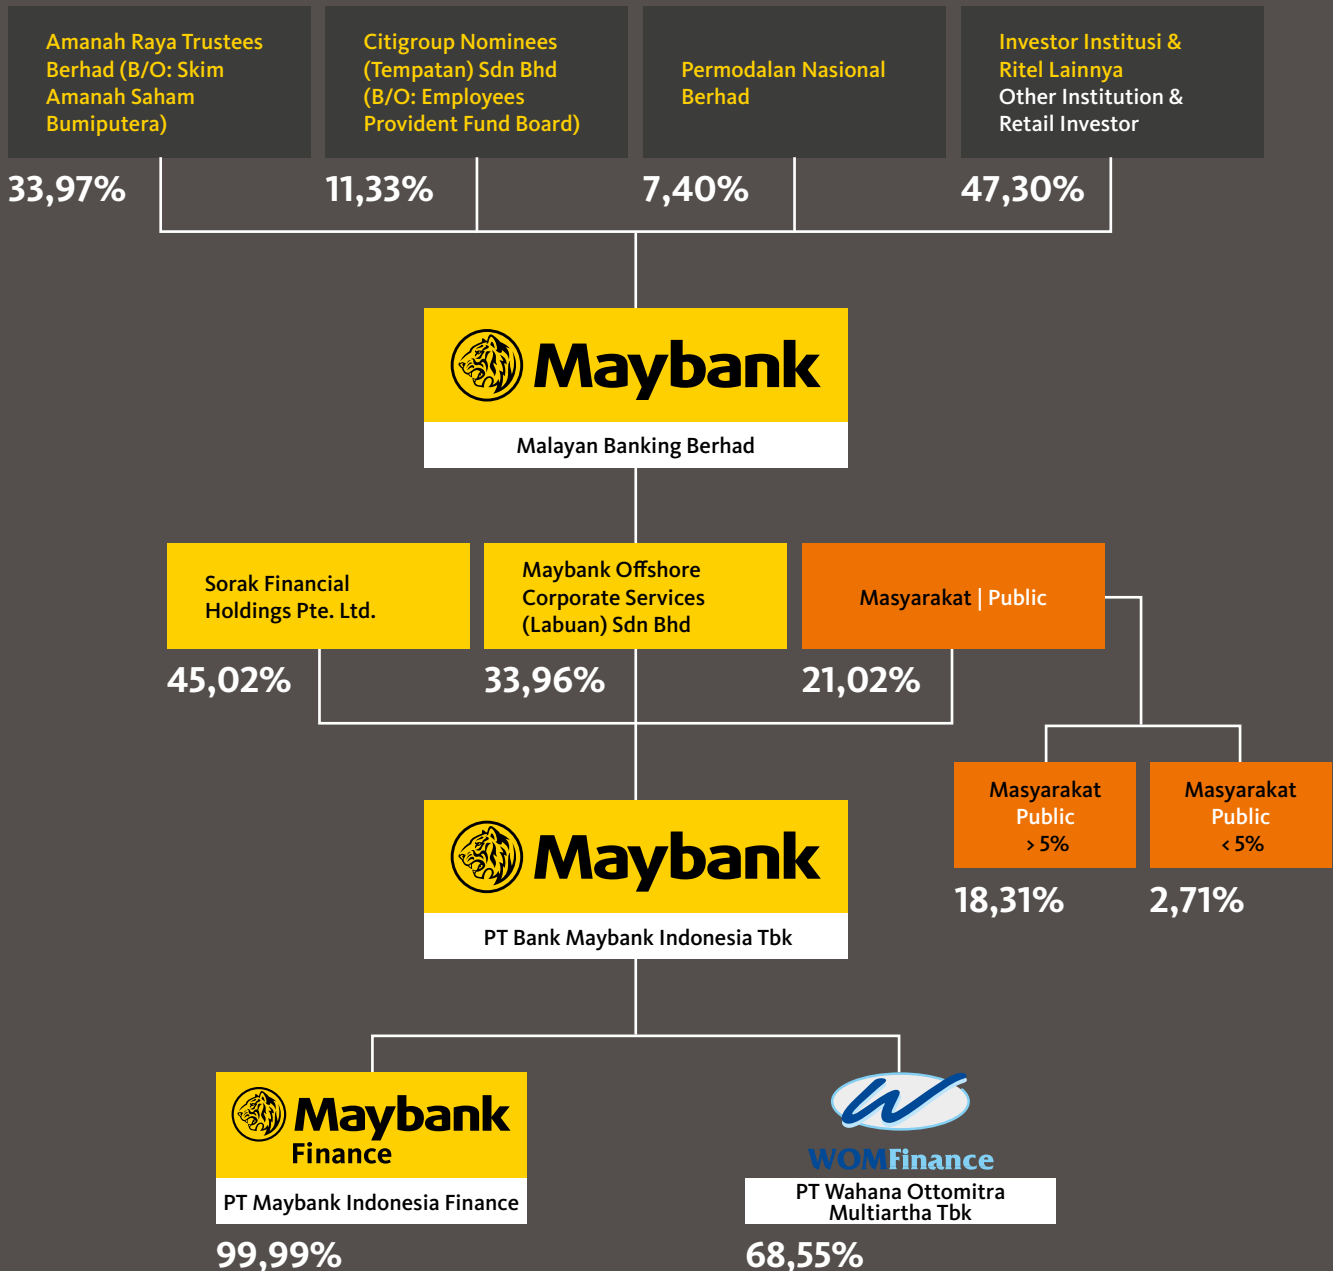 Amanah Raya Trustees
Berhad (B/O: Skim
Amanah Saham
Bumiputera)
33,97%
Citigroup Nominees
(Tempatan) Sdn Bhd
(B/O: Employees
Provident Fund Board)
11,33%
Permodalan Nasional
Berhad
7,40%
Investor Institusi &
Ritel Lainnya
Other Institution &
Retail Investor
47,30%
Maybank
Malayan Banking Berhad
Sorak Financial
Holdings Pte. Ltd.
45,02%
Maybank Offshore
Corporate Services
(Labuan) Sdn Bhd
33,96%
Masyarakat | Public
21,02%
Masyarakat
Public
> 5%
18,31%
Masyarakat
Public
< 5%
2,71%
Maybank
PT Bank Maybank Indonesia Tbk
Maybank
Finance
PT Maybank Indonesia Finance
99,99%
W
WOMFinance
PT Wahana Ottomitra
Multiartha Tbk
68,55%